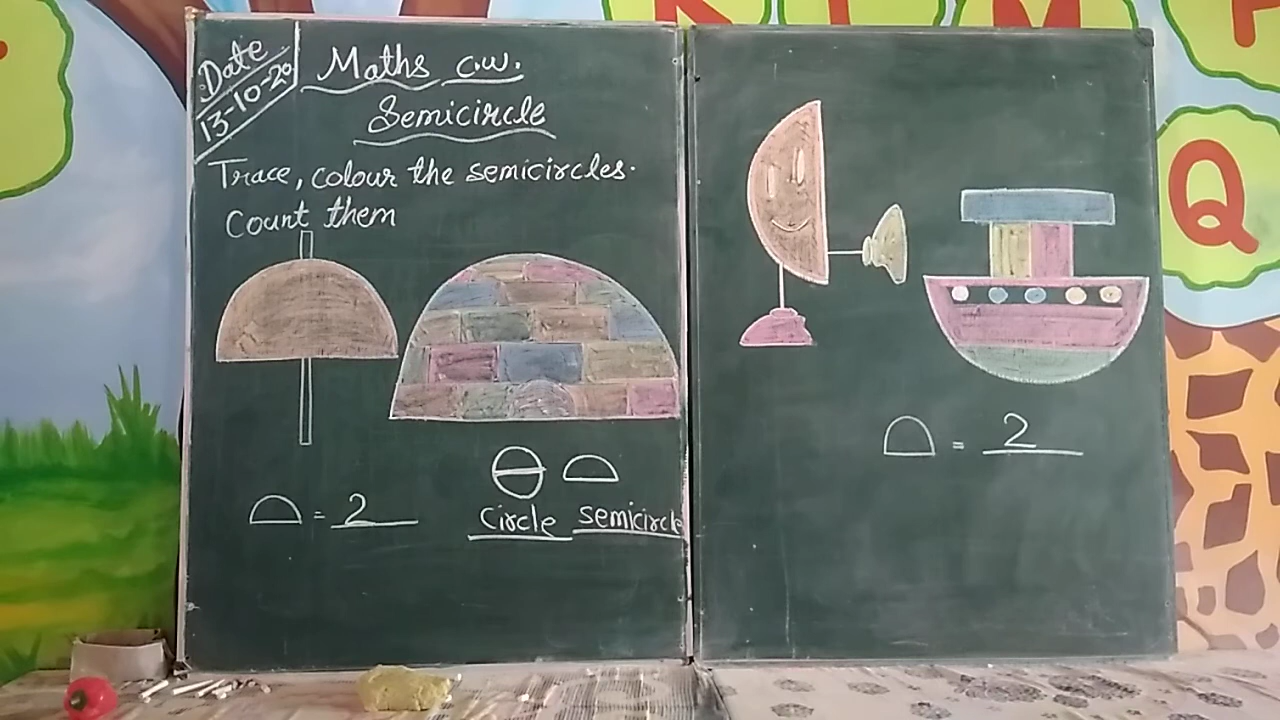 Date
13-10-20
Maths c.w.
Semicircle
Trace, colour the semicircles.
Count them
= 2
Circle semicircle
= 2
K L M
P
Q